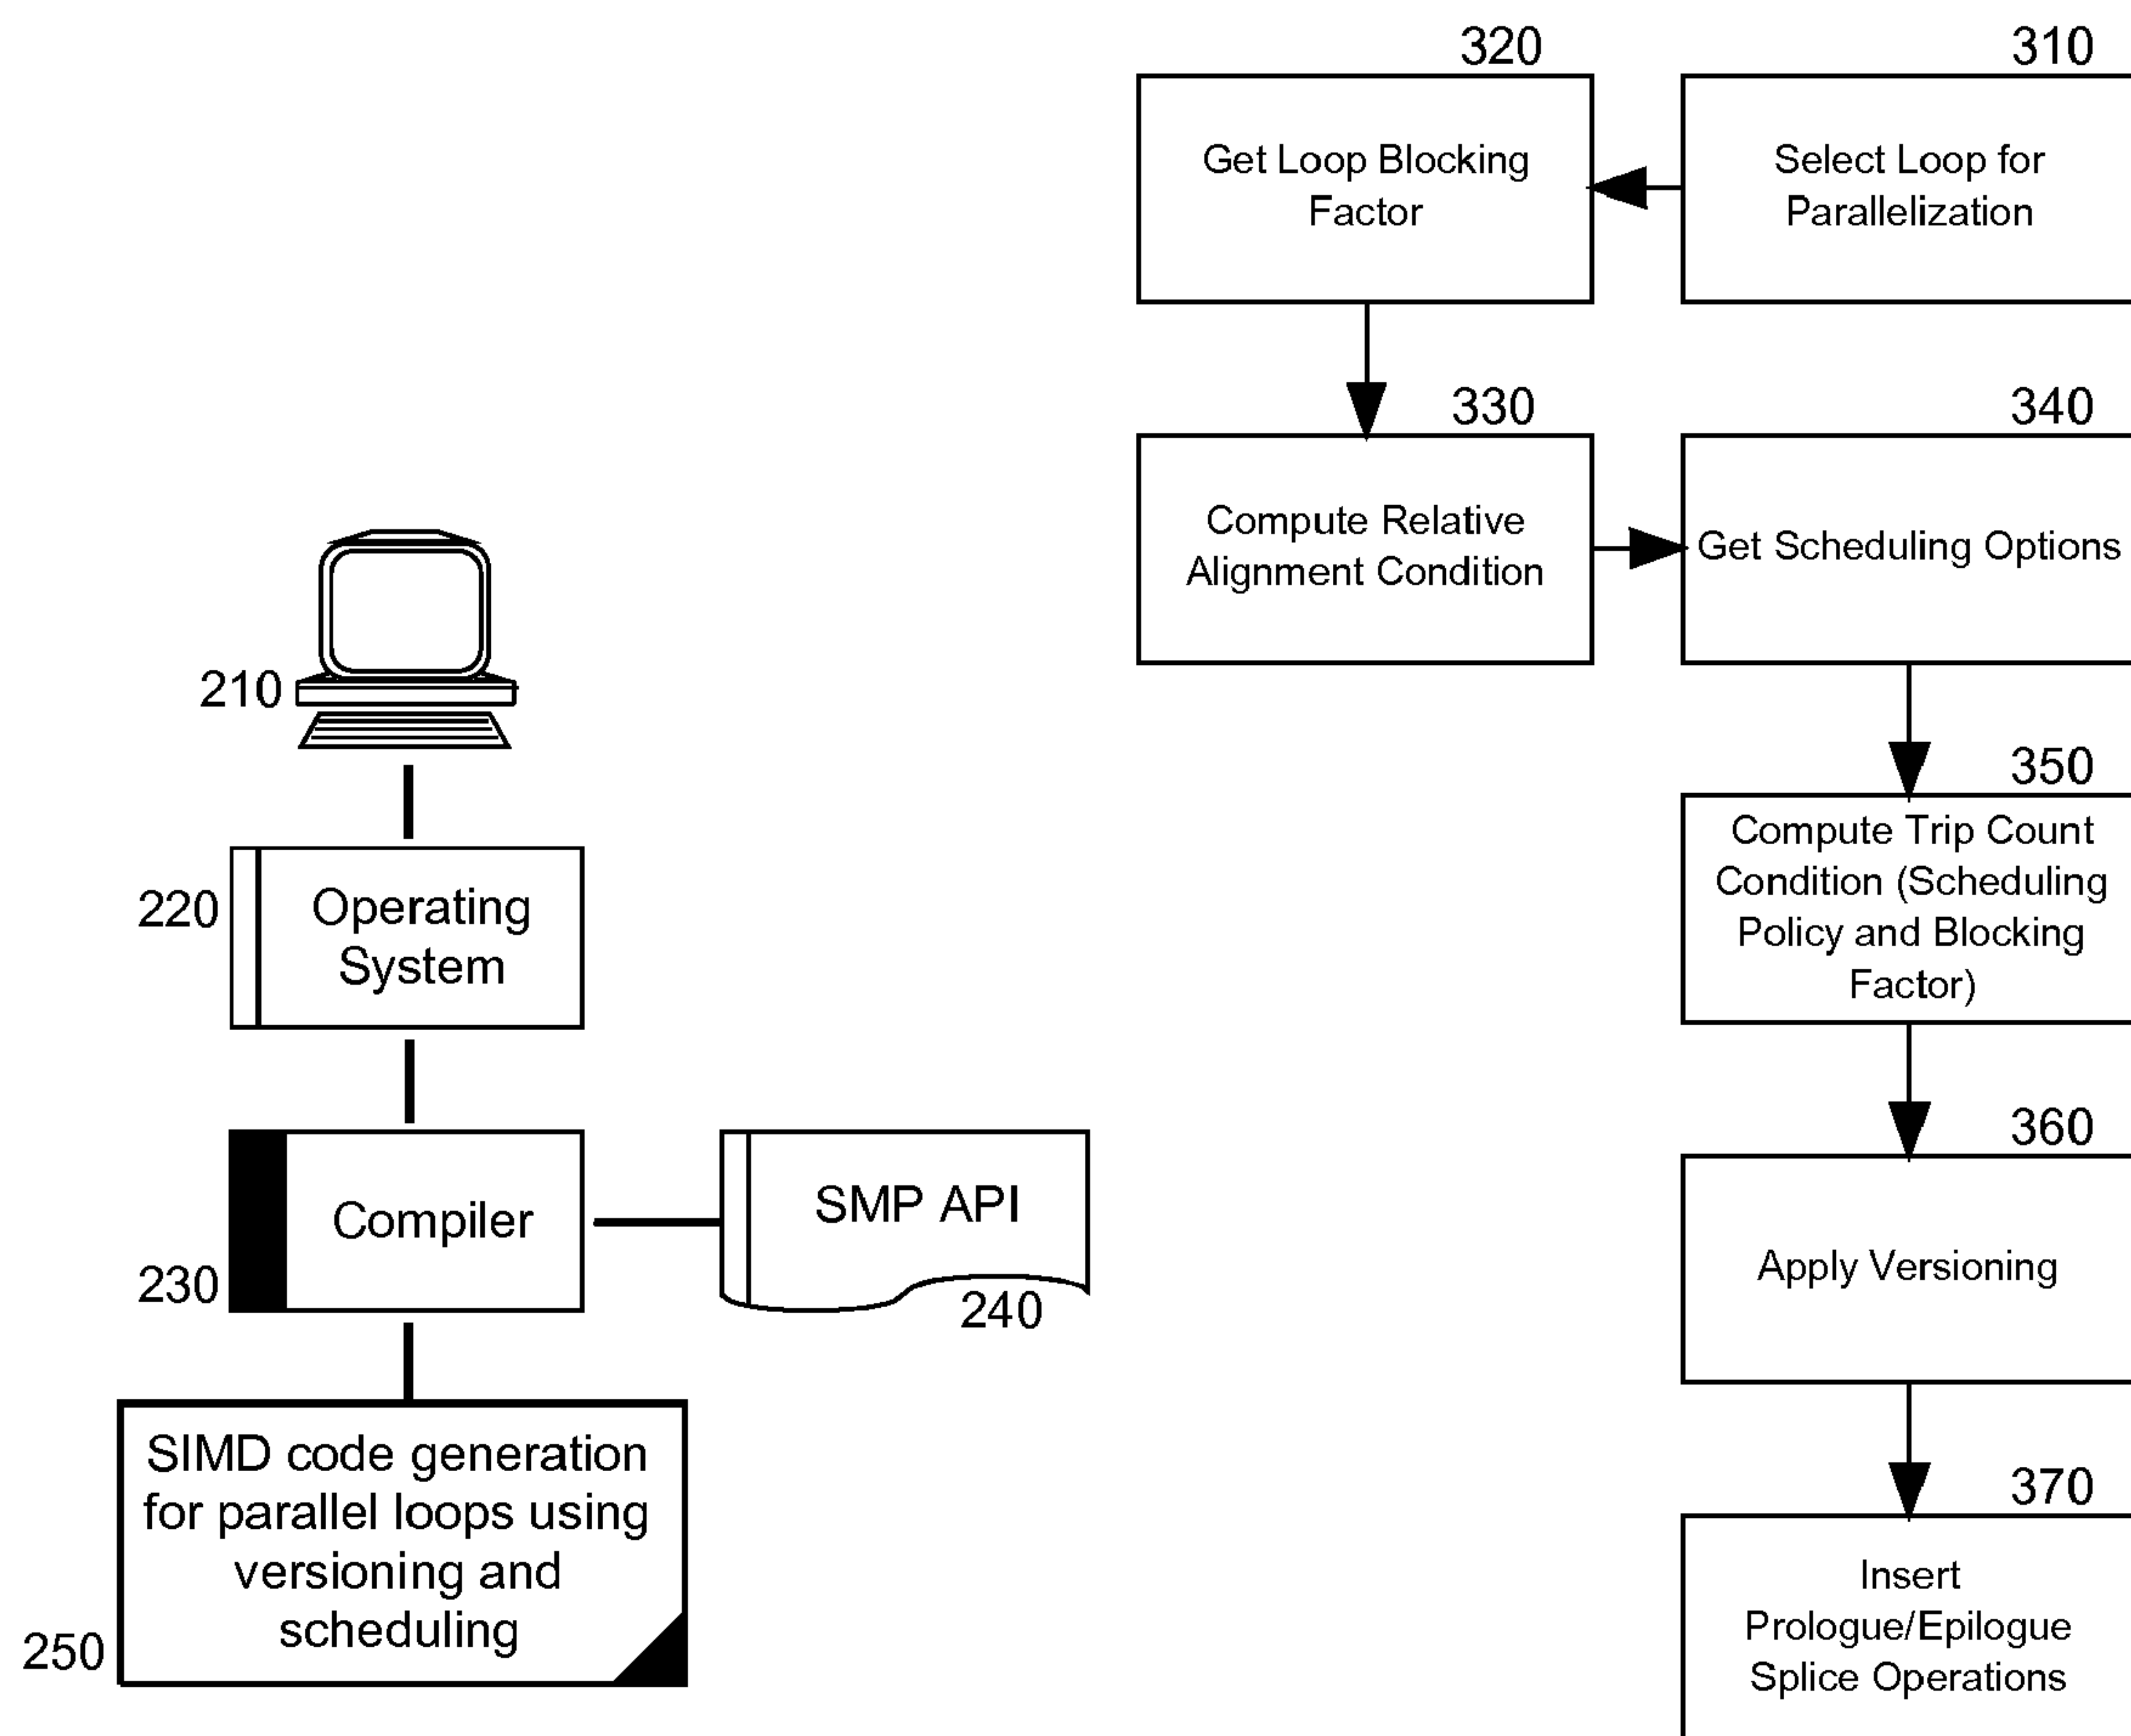 210
220
Operating
System
230
Compiler
SMP API
240
250
SIMD code generation
for parallel loops using
versioning and
scheduling
310
Select Loop for
Parallelization
320
Get Loop Blocking
Factor
330
Compute Relative
Alignment Condition
340
Get Scheduling Options
350
Compute Trip Count
Condition (Scheduling
Policy and Blocking
Factor)
360
Apply Versioning
370
Insert
Prologue/Epilogue
Splice Operations